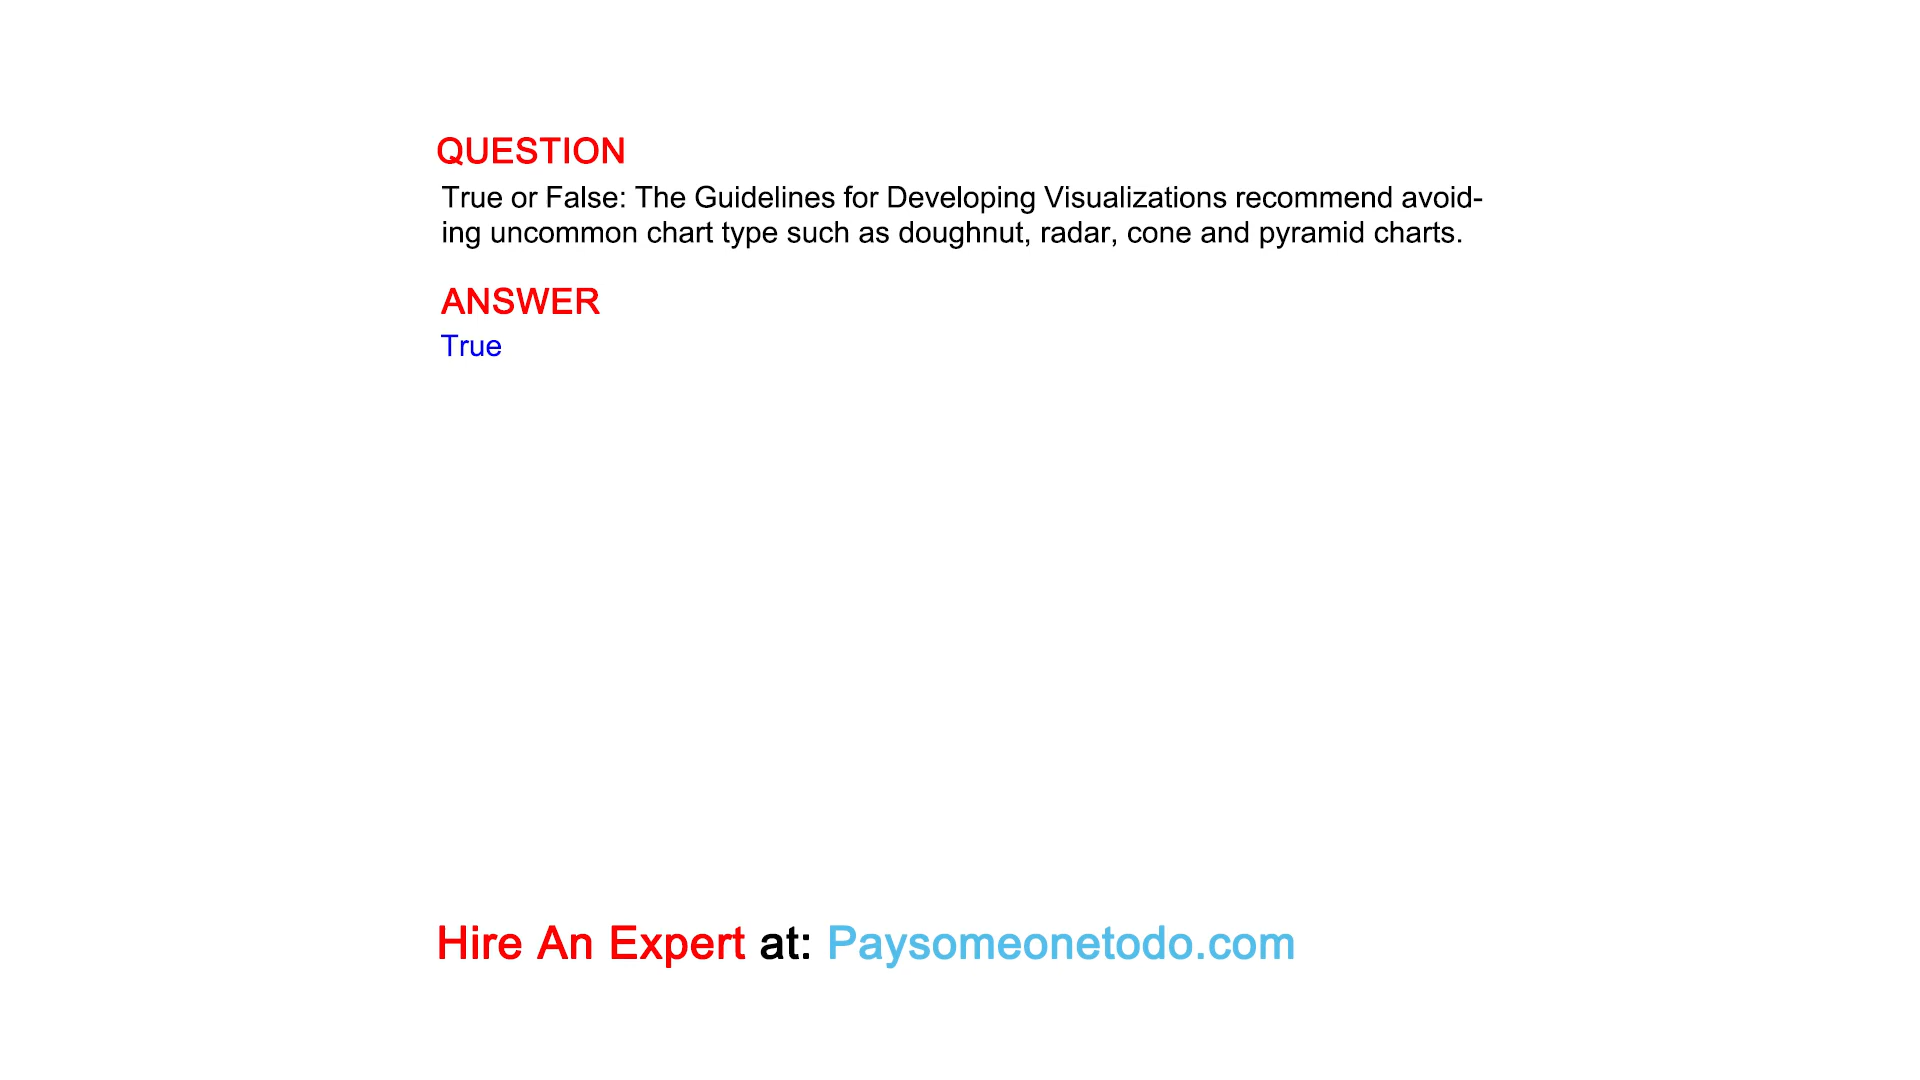 QUESTION
True or False: The Guidelines for Developing Visualizations recommend avoid-
ing uncommon chart type such as doughnut, radar, cone and pyramid charts.
ANSWER
True
Hire An Expert at: Paysomeonetodo.com